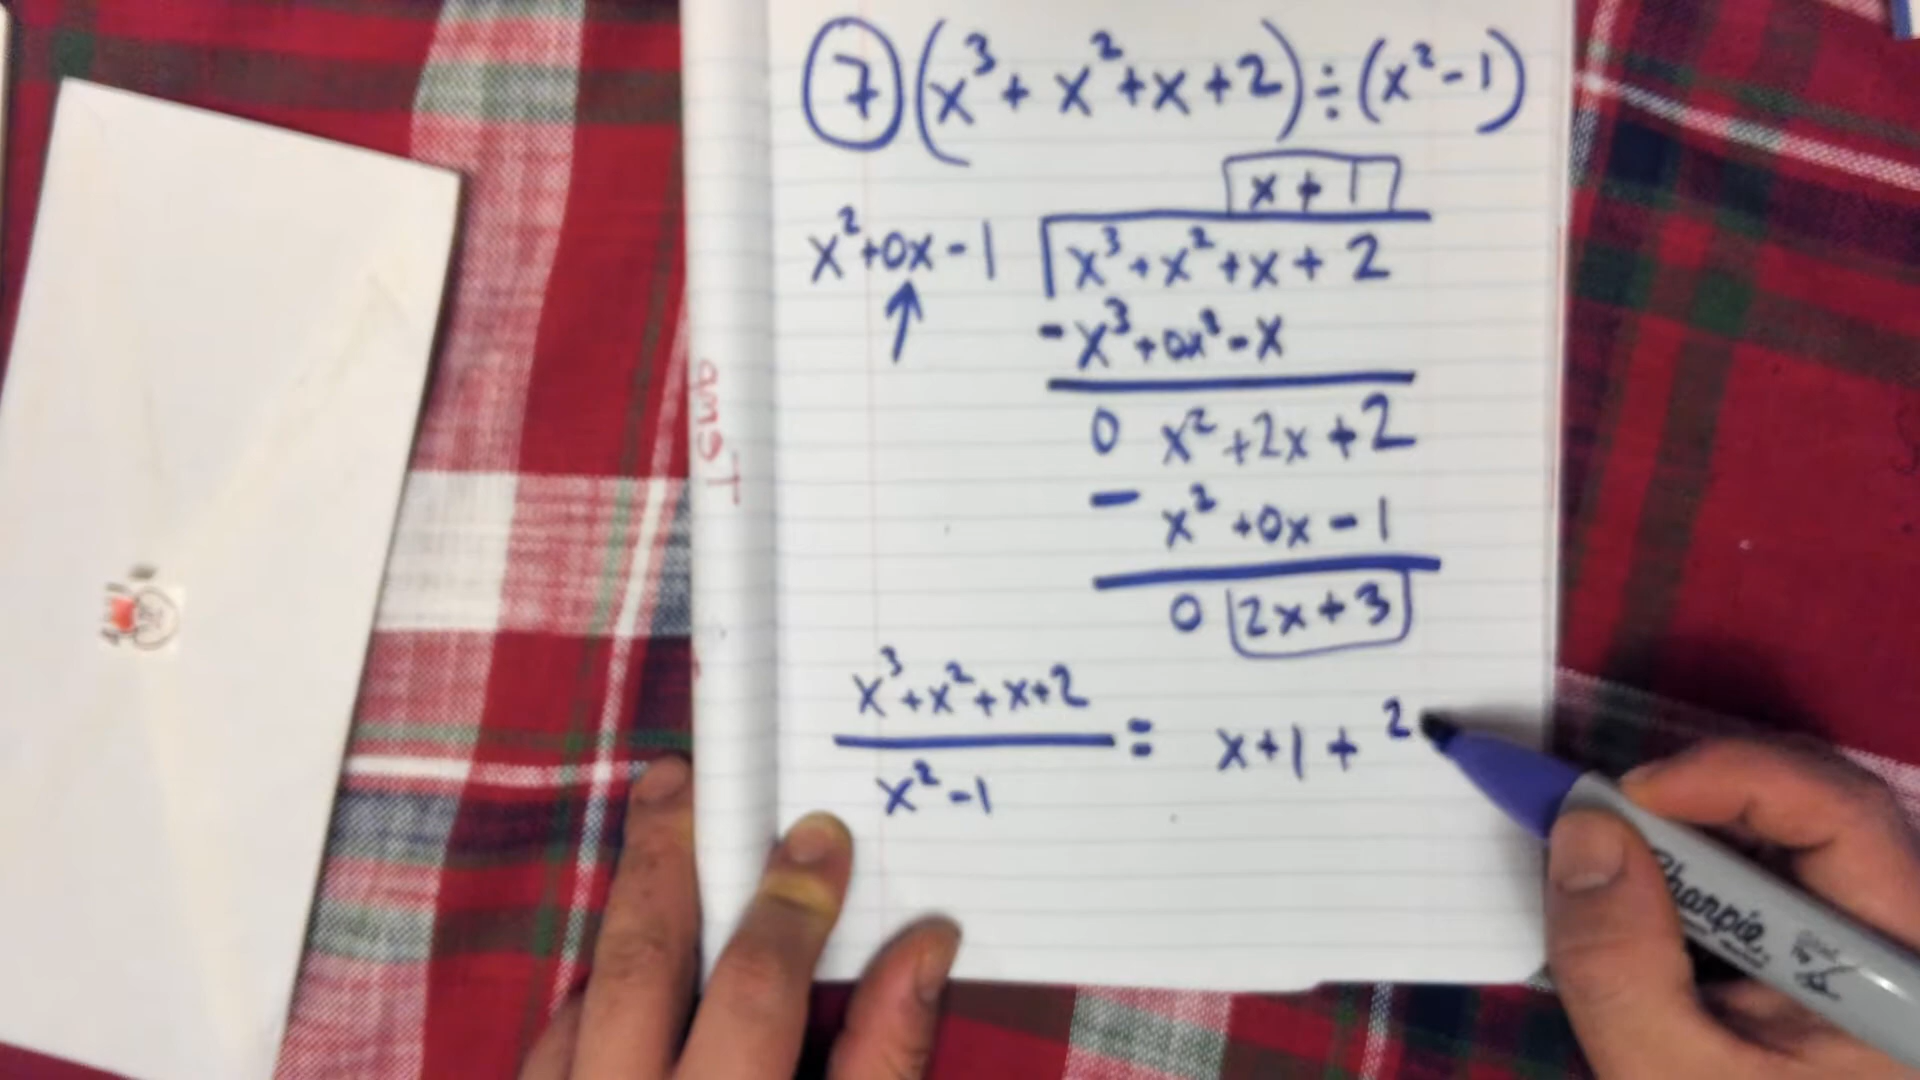 7 (x³ + x² + x + 2) ÷ (x² - 1)
x + 1
x² + 0x - 1 x³ + x² + x + 2
- x³ + 0x² - x
0 x² + 2x + 2
- x² + 0x - 1
0 2x + 3
x³ + x² + x + 2
= x + 1 + 2
x² - 1
Sharpie